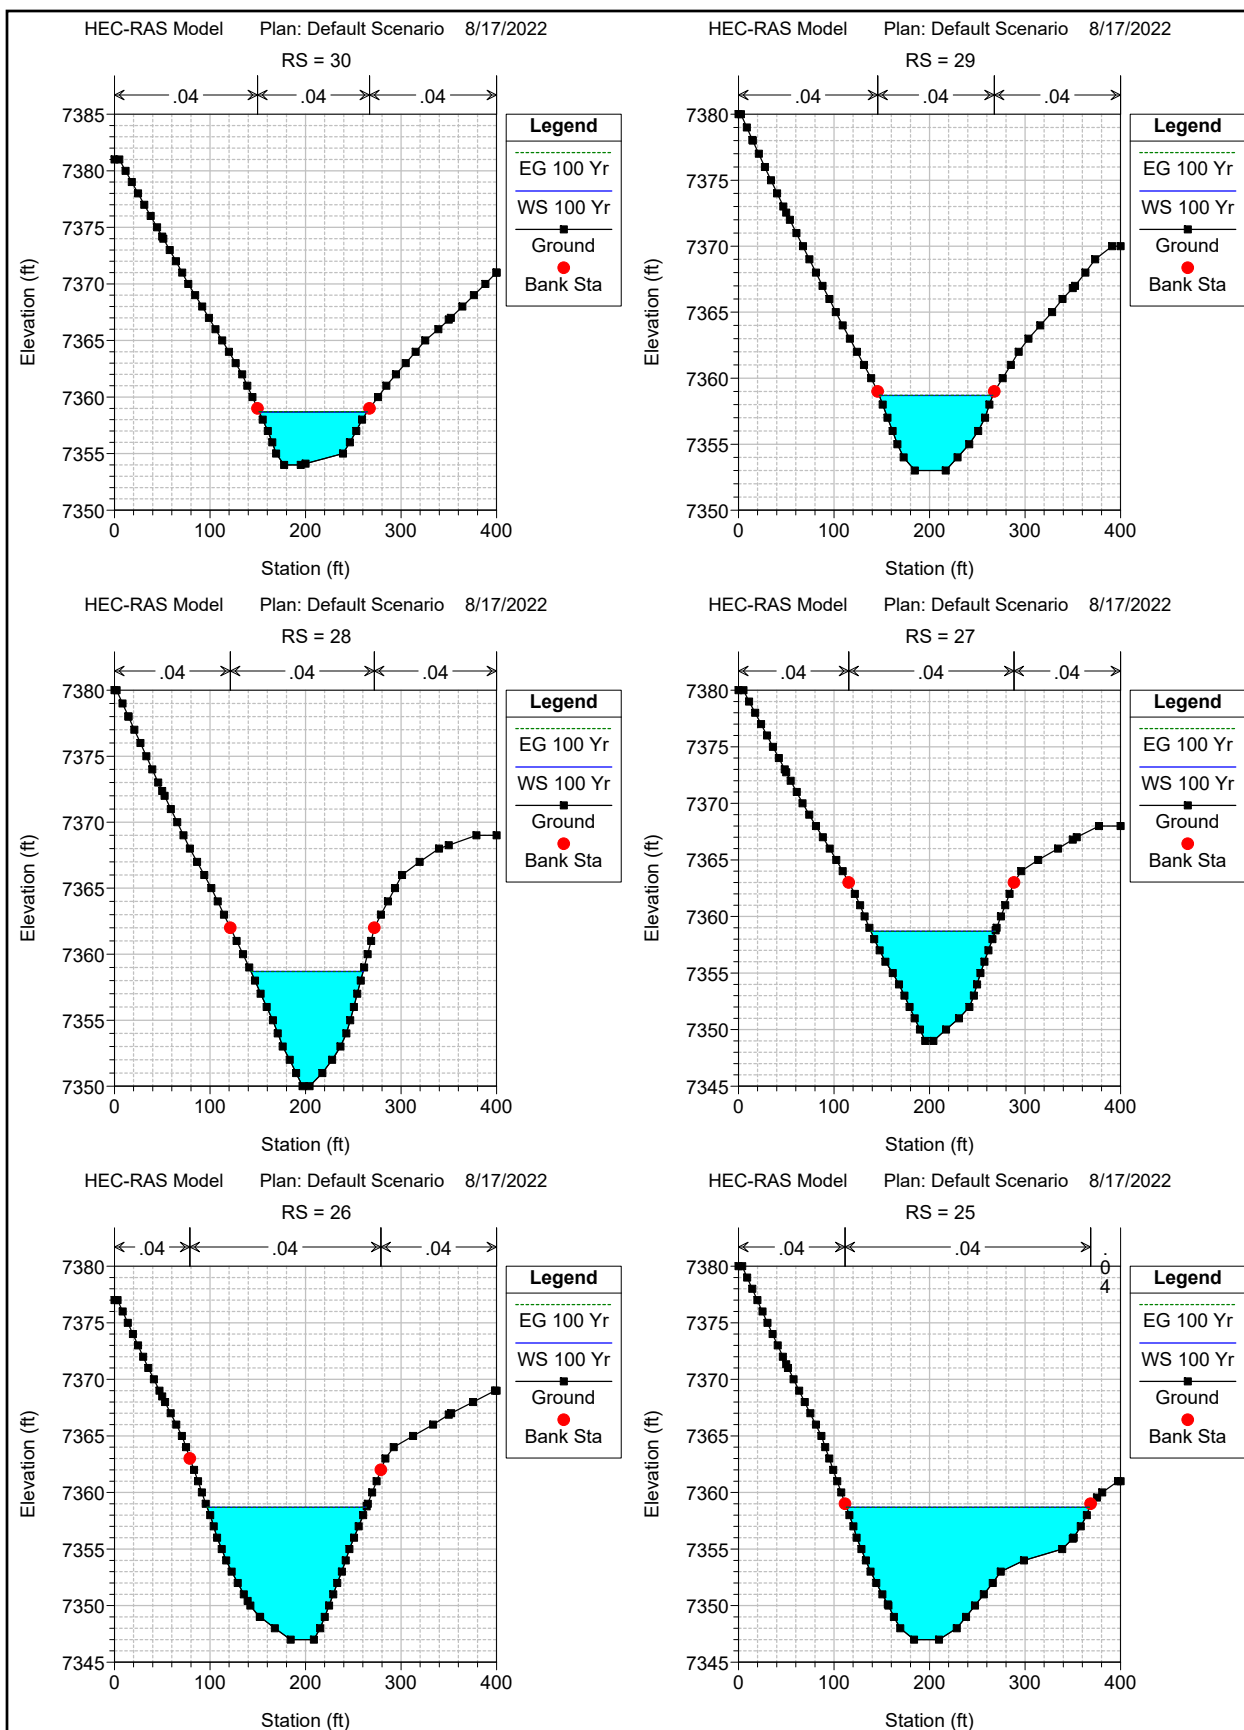 HEC-RAS Model Plan: Default Scenario 8/17/2022
RS = 30
.04 .04 .04
7385
7380
7375
7370
7365
7360
7355
7350
0 100 200 300 400
Elevation (ft)
Station (ft)
Legend
EG 100 Yr
WS 100 Yr
Ground
Bank Sta
HEC-RAS Model Plan: Default Scenario 8/17/2022
RS = 29
.04 .04 .04
7380
7375
7370
7365
7360
7355
7350
0 100 200 300 400
Elevation (ft)
Station (ft)
Legend
EG 100 Yr
WS 100 Yr
Ground
Bank Sta
HEC-RAS Model Plan: Default Scenario 8/17/2022
RS = 28
.04 .04 .04
7380
7375
7370
7365
7360
7355
7350
0 100 200 300 400
Elevation (ft)
Station (ft)
Legend
EG 100 Yr
WS 100 Yr
Ground
Bank Sta
HEC-RAS Model Plan: Default Scenario 8/17/2022
RS = 27
.04 .04 .04
7380
7375
7370
7365
7360
7355
7350
7345
0 100 200 300 400
Elevation (ft)
Station (ft)
Legend
EG 100 Yr
WS 100 Yr
Ground
Bank Sta
HEC-RAS Model Plan: Default Scenario 8/17/2022
RS = 26
.04 .04 .04
7380
7375
7370
7365
7360
7355
7350
7345
0 100 200 300 400
Elevation (ft)
Station (ft)
Legend
EG 100 Yr
WS 100 Yr
Ground
Bank Sta
HEC-RAS Model Plan: Default Scenario 8/17/2022
RS = 25
.04 .04 .04
7380
7375
7370
7365
7360
7355
7350
7345
0 100 200 300 400
Elevation (ft)
Station (ft)
Legend
EG 100 Yr
WS 100 Yr
Ground
Bank Sta